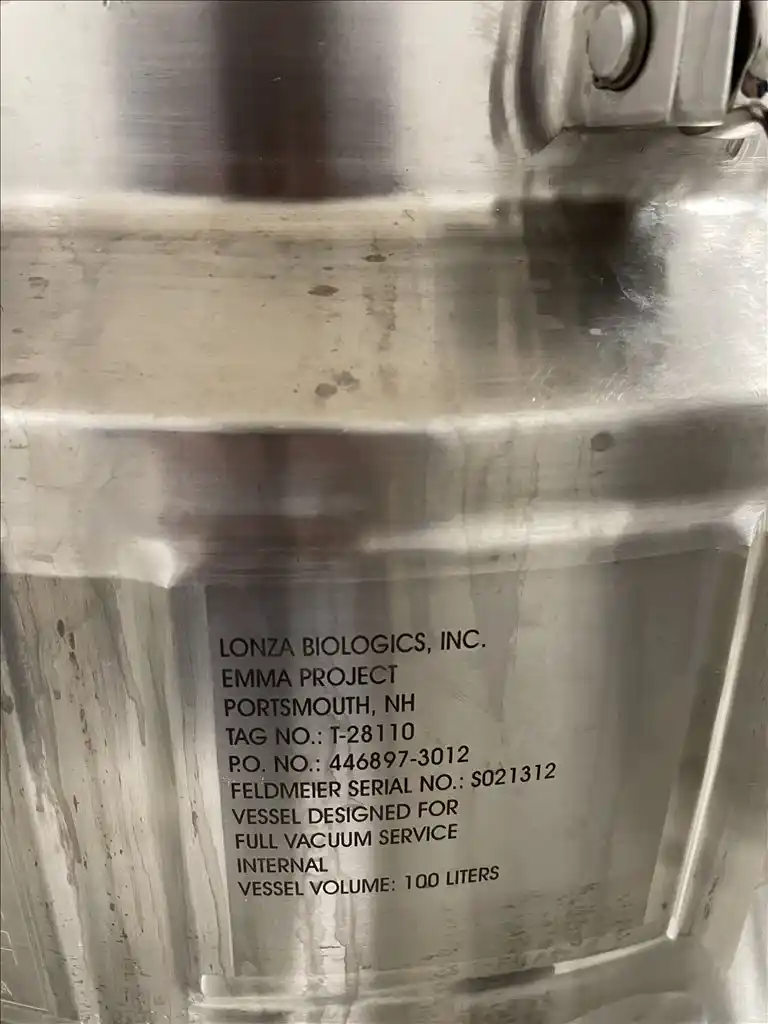 LONZA BIOLOGICS, INC.
EMMA PROJECT
PORTSMOUTH, NH
TAG NO.: T-28110
P.O. NO.: 446897-3012
FELDMEIER SERIAL NO.: S021312
VESSEL DESIGNED FOR
FULL VACUUM SERVICE
INTERNAL
VESSEL VOLUME: 100 LITERS